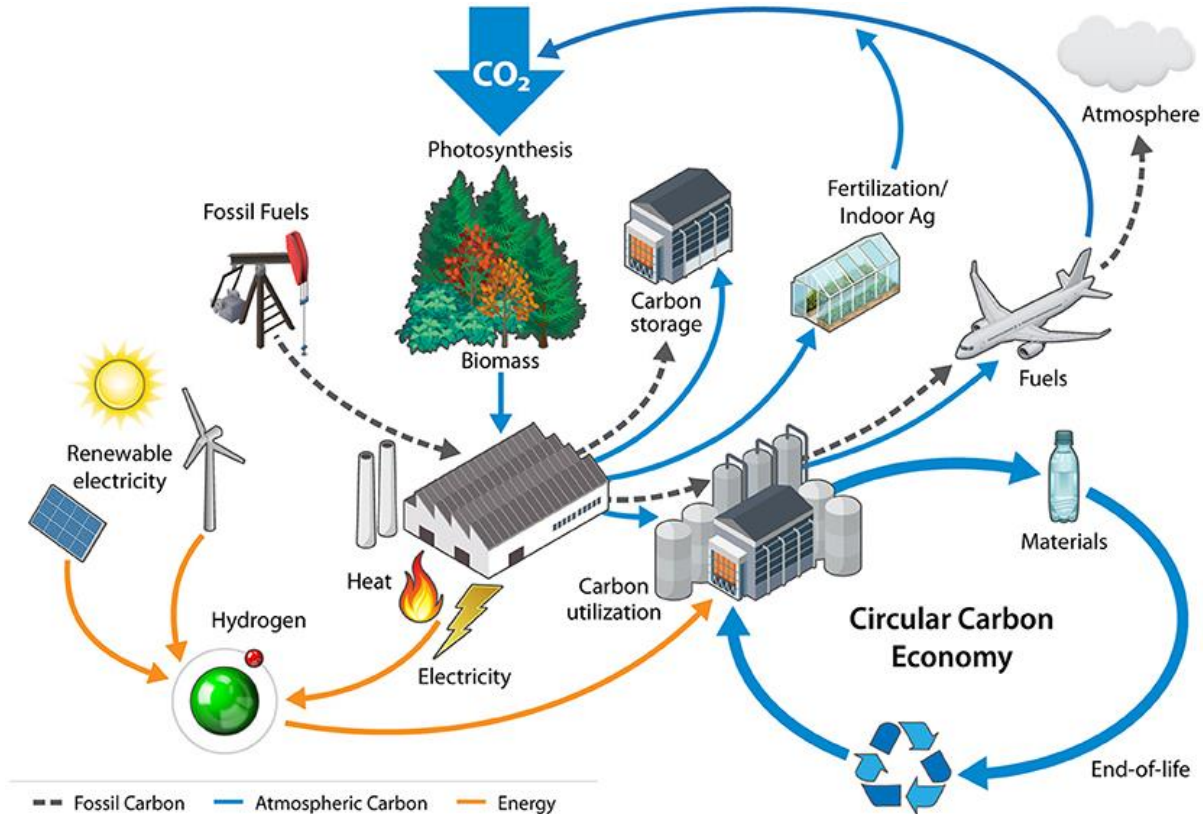 CO₂
Atmosphere
Photosynthesis
Fossil Fuels
Fertilization/
Indoor Ag
Carbon
storage
Biomass
Fuels
Renewable
electricity
Materials
Heat
Carbon
utilization
Hydrogen
Electricity
Circular Carbon
Economy
End-of-life
Fossil Carbon
Atmospheric Carbon
Energy